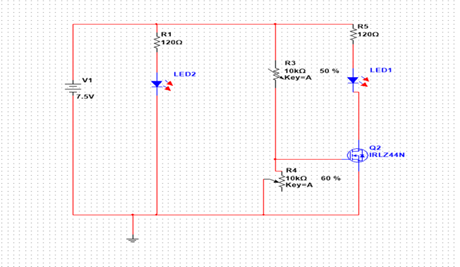 R1
120Ω
R5
120Ω
LED2
R3
10kΩ 50 %
Key=A
LED1
V1
7.5V
Q2
IRLZ44N
R4
10kΩ 60 %
Key=A